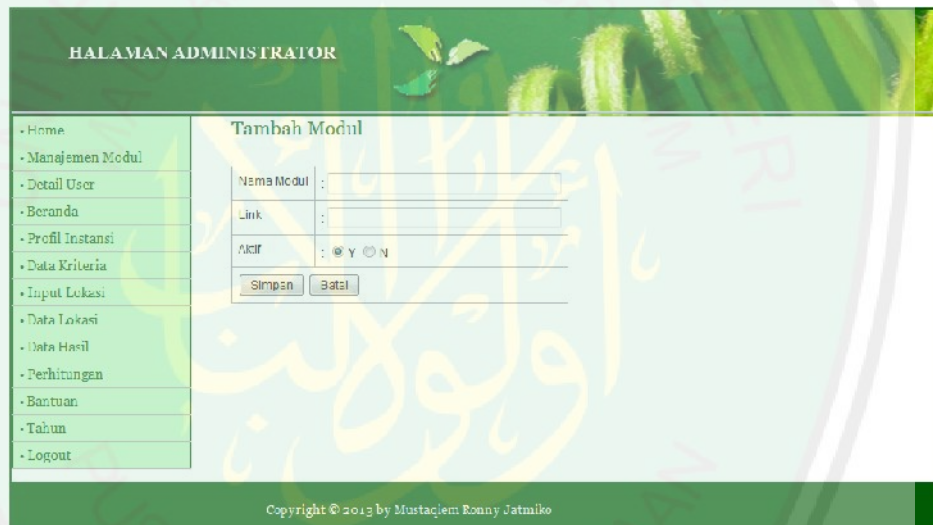 HALAMAN ADMINISTRATOR
• Home
• Manajemen Modul
• Detail User
• Beranda
• Profil Instansi
• Data Kriteria
• Input Lokasi
• Data Lokasi
• Data Hasil
• Perhitungan
• Bantuan
• Tahun
• Logout
Tambah Modul
Nama Modul :
Link :
Aktif : Y N
Simpan Batal
Copyright © 2013 by Mustaqiem Ronny Jatmiko